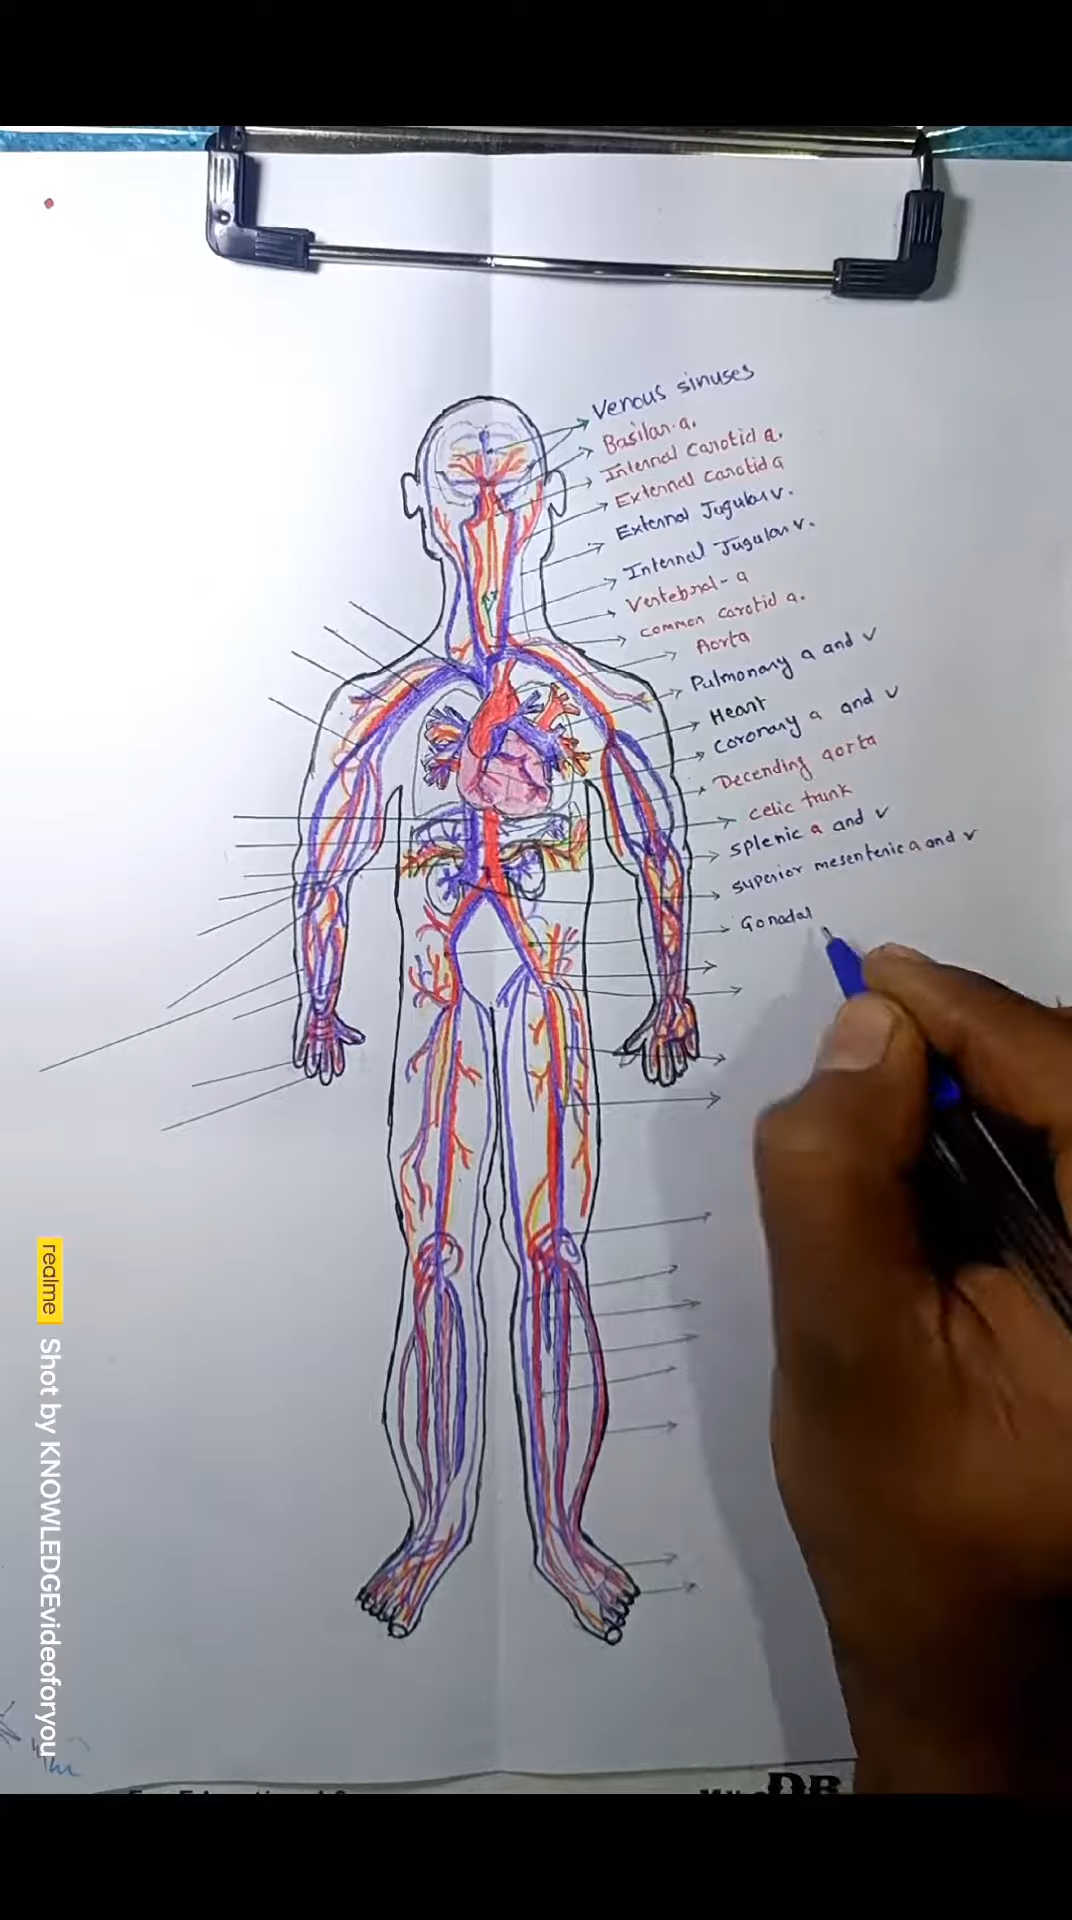 Venous sinuses
Basilar a.
Internal carotid a.
External carotid a
External Jugular v.
Internal Jugular v.
Vertebral - a
common carotid a.
Aorta
Pulmonary a and v
Heart
Coronary a and v
Decending aorta
celic trunk
splenic a and v
superior mesenteric a and v
Gonadal
realme
Shot by KNOWLEDGEvideoforyou
DR